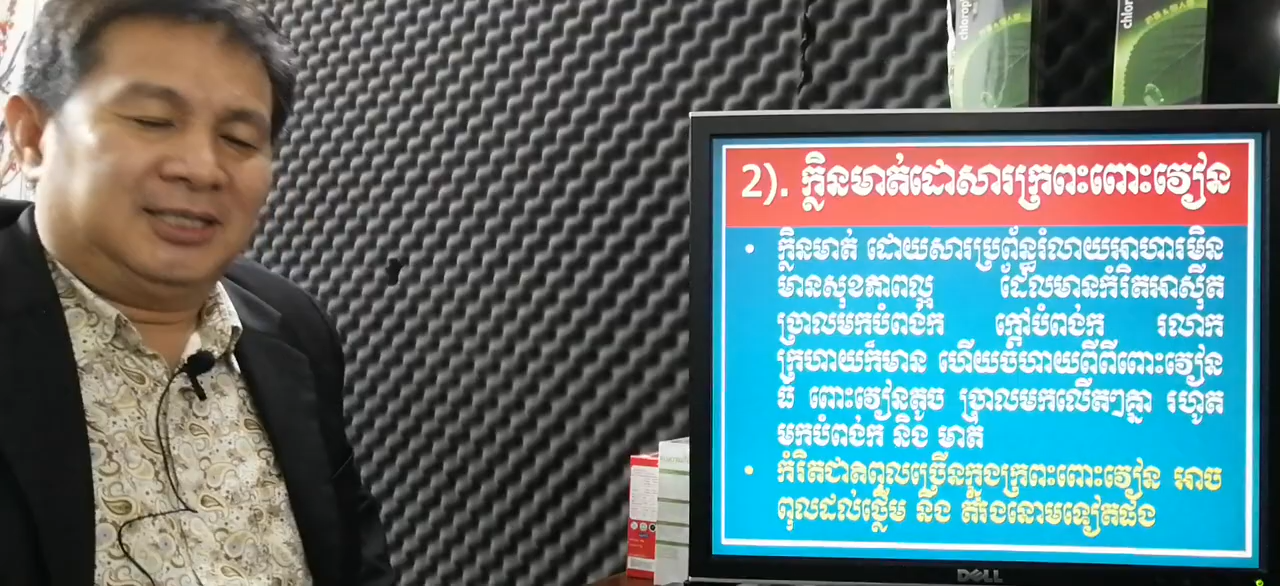 chlorop
chlor
2). ក្លិនមាត់ដោសារក្រពះពោះវៀន
• ក្លិនមាត់ ដោយសារប្រព័ន្ធរំលាយអាហារមិន
មានសុខភាពល្អ ដែលមានកំរិតអាស៊ីត
ច្រាលមកបំពង់ក ក្តៅបំពង់ក រលាក
ក្រហាយក៏មាន ហើយចំហាយពីពីពោះវៀន
ធំ ពោះវៀនតូច ច្រាលមកលើតៗគ្នា រហូត
មកបំពង់ក និង មាត់
• កំរិតជាតិពុលច្រើនក្នុងក្រពះពោះវៀន អាច
ពុលដល់ថ្លើម និង តំរងនោមទៀតផង
DELL